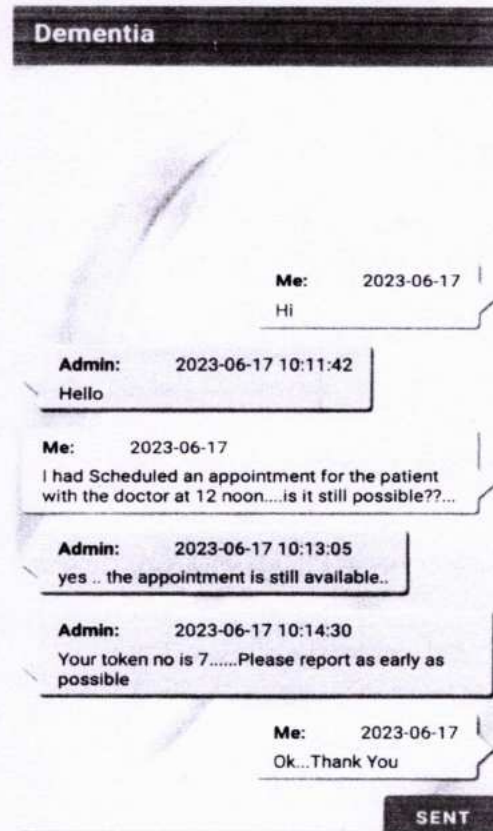 Dementia
Me: 2023-06-17
Hi
Admin: 2023-06-17 10:11:42
Hello
Me: 2023-06-17
I had Scheduled an appointment for the patient
with the doctor at 12 noon....is it still possible??...
Admin: 2023-06-17 10:13:05
yes .. the appointment is still available..
Admin: 2023-06-17 10:14:30
Your token no is 7......Please report as early as
possible
Me: 2023-06-17
Ok...Thank You
SENT